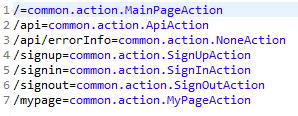 1 /=common.action.MainPageAction
2 /api=common.action.ApiAction
3 /api/errorInfo=common.action.NoneAction
4 /signup=common.action.SignUpAction
5 /signin=common.action.SignInAction
6 /signout=common.action.SignOutAction
7 /mypage=common.action.MyPageAction